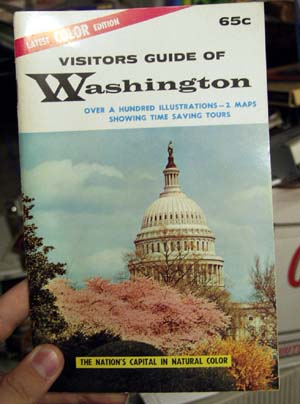 LATEST COLOR EDITION
65c
VISITORS GUIDE OF
Washington
OVER A HUNDRED ILLUSTRATIONS—2 MAPS
SHOWING TIME SAVING TOURS
THE NATION'S CAPITAL IN NATURAL COLOR